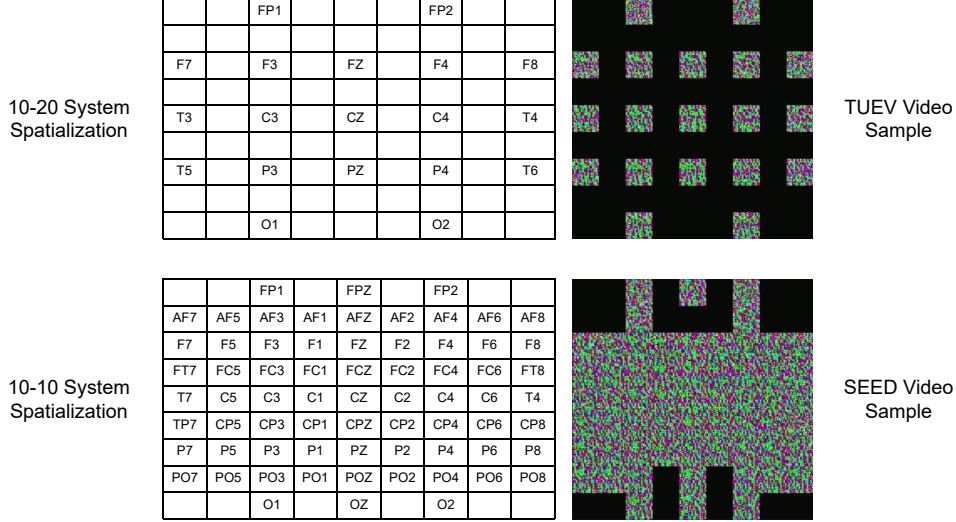 FP1 FP2
F7 F3 FZ F4 F8
10-20 System
Spatialization
T3 C3 CZ C4 T4
TUEV Video
Sample
T5 P3 PZ P4 T6
O1 O2
FP1 FPZ FP2
AF7 AF5 AF3 AF1 AFZ AF2 AF4 AF6 AF8
F7 F5 F3 F1 FZ F2 F4 F6 F8
FT7 FC5 FC3 FC1 FCZ FC2 FC4 FC6 FT8
10-10 System
Spatialization
T7 C5 C3 C1 CZ C2 C4 C6 T4
SEED Video
Sample
TP7 CP5 CP3 CP1 CPZ CP2 CP4 CP6 CP8
P7 P5 P3 P1 PZ P2 P4 P6 P8
PO7 PO5 PO3 PO1 POZ PO2 PO4 PO6 PO8
O1 OZ O2